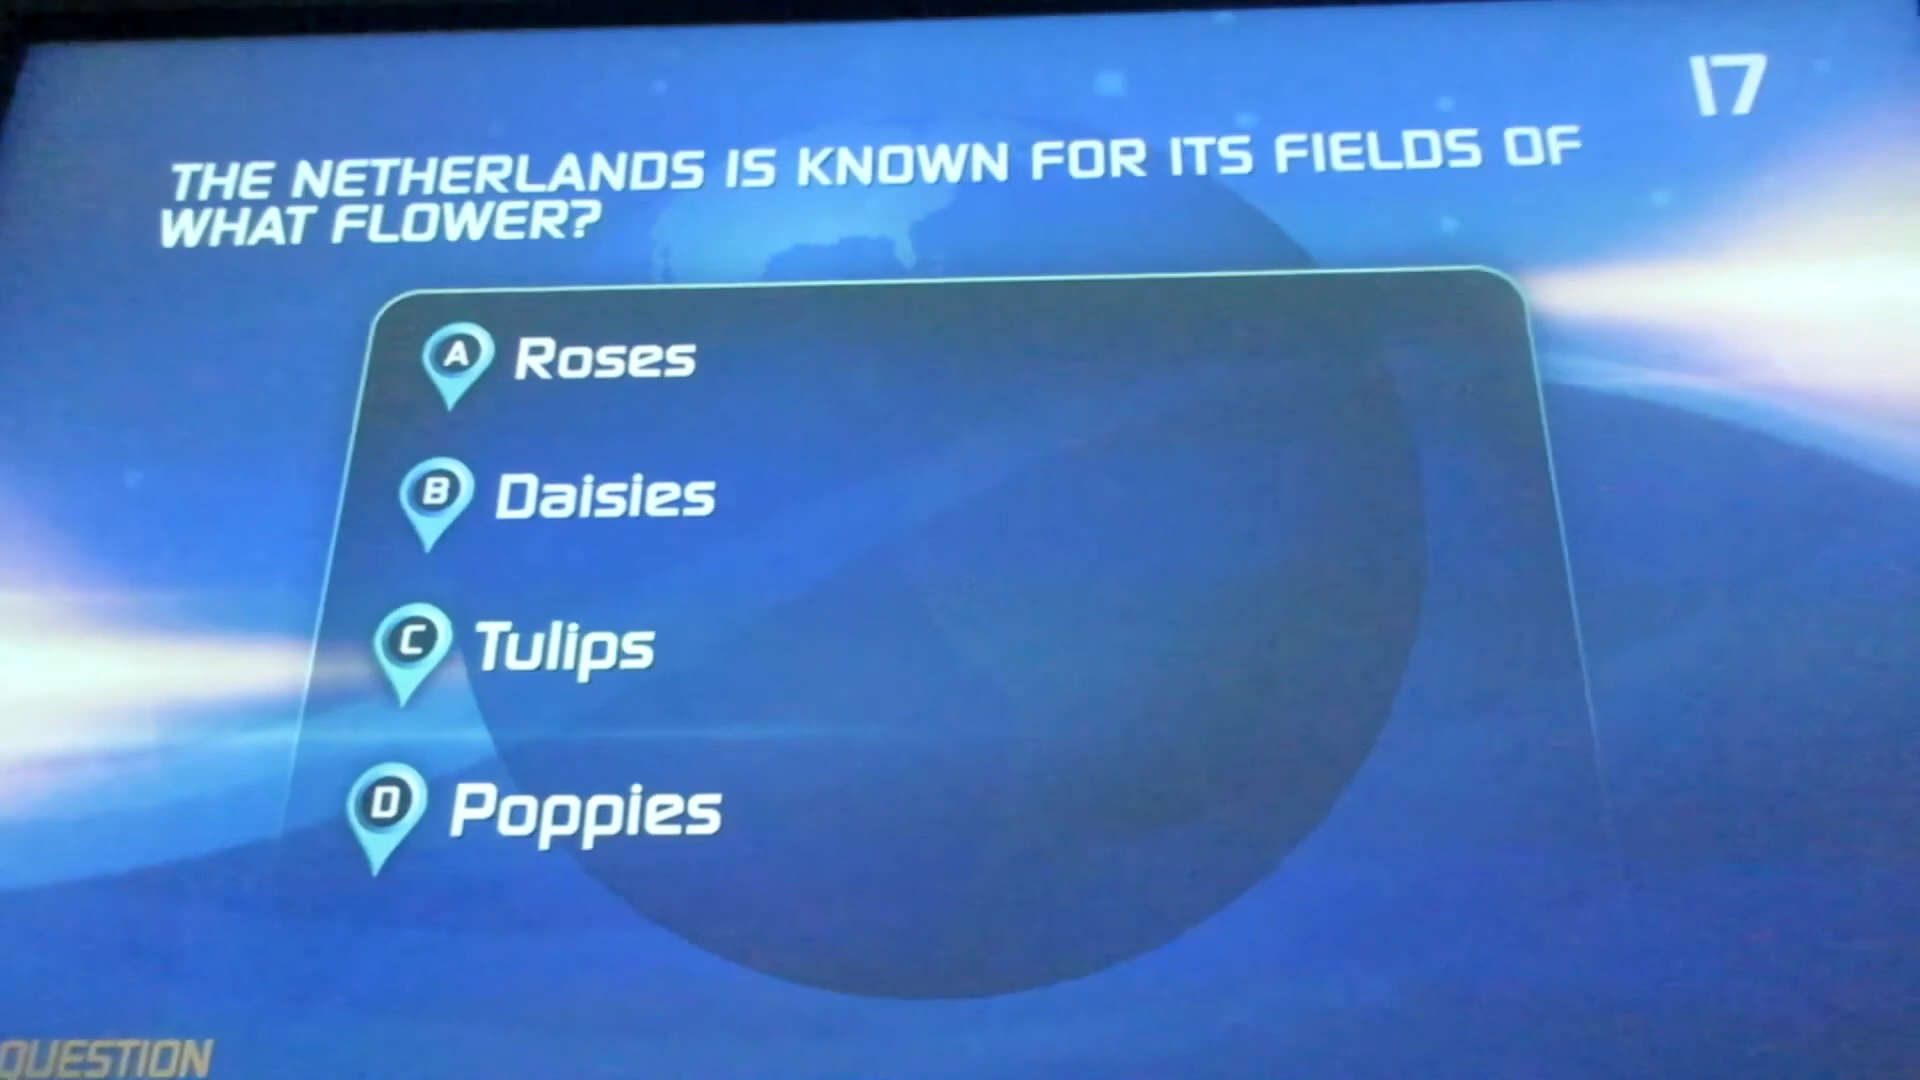 17
THE NETHERLANDS IS KNOWN FOR ITS FIELDS OF
WHAT FLOWER?
A Roses
B Daisies
C Tulips
D Poppies
QUESTION